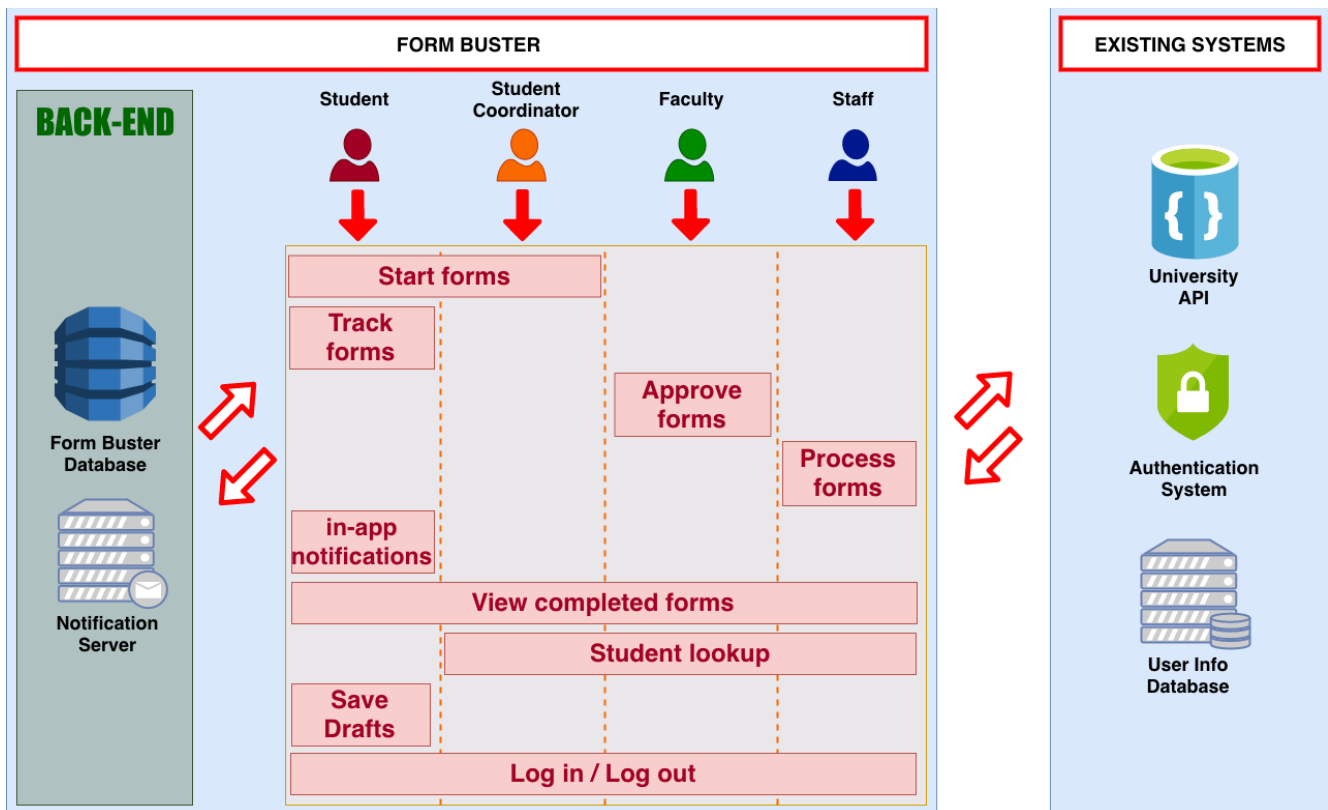 FORM BUSTER
EXISTING SYSTEMS
BACK-END
Student
Student
Coordinator
Faculty
Staff
Start forms
Track
forms
Approve
forms
Process
forms
in-app
notifications
View completed forms
Student lookup
Save
Drafts
Log in / Log out
Form Buster
Database
Notification
Server
{ }
University
API
Authentication
System
User Info
Database